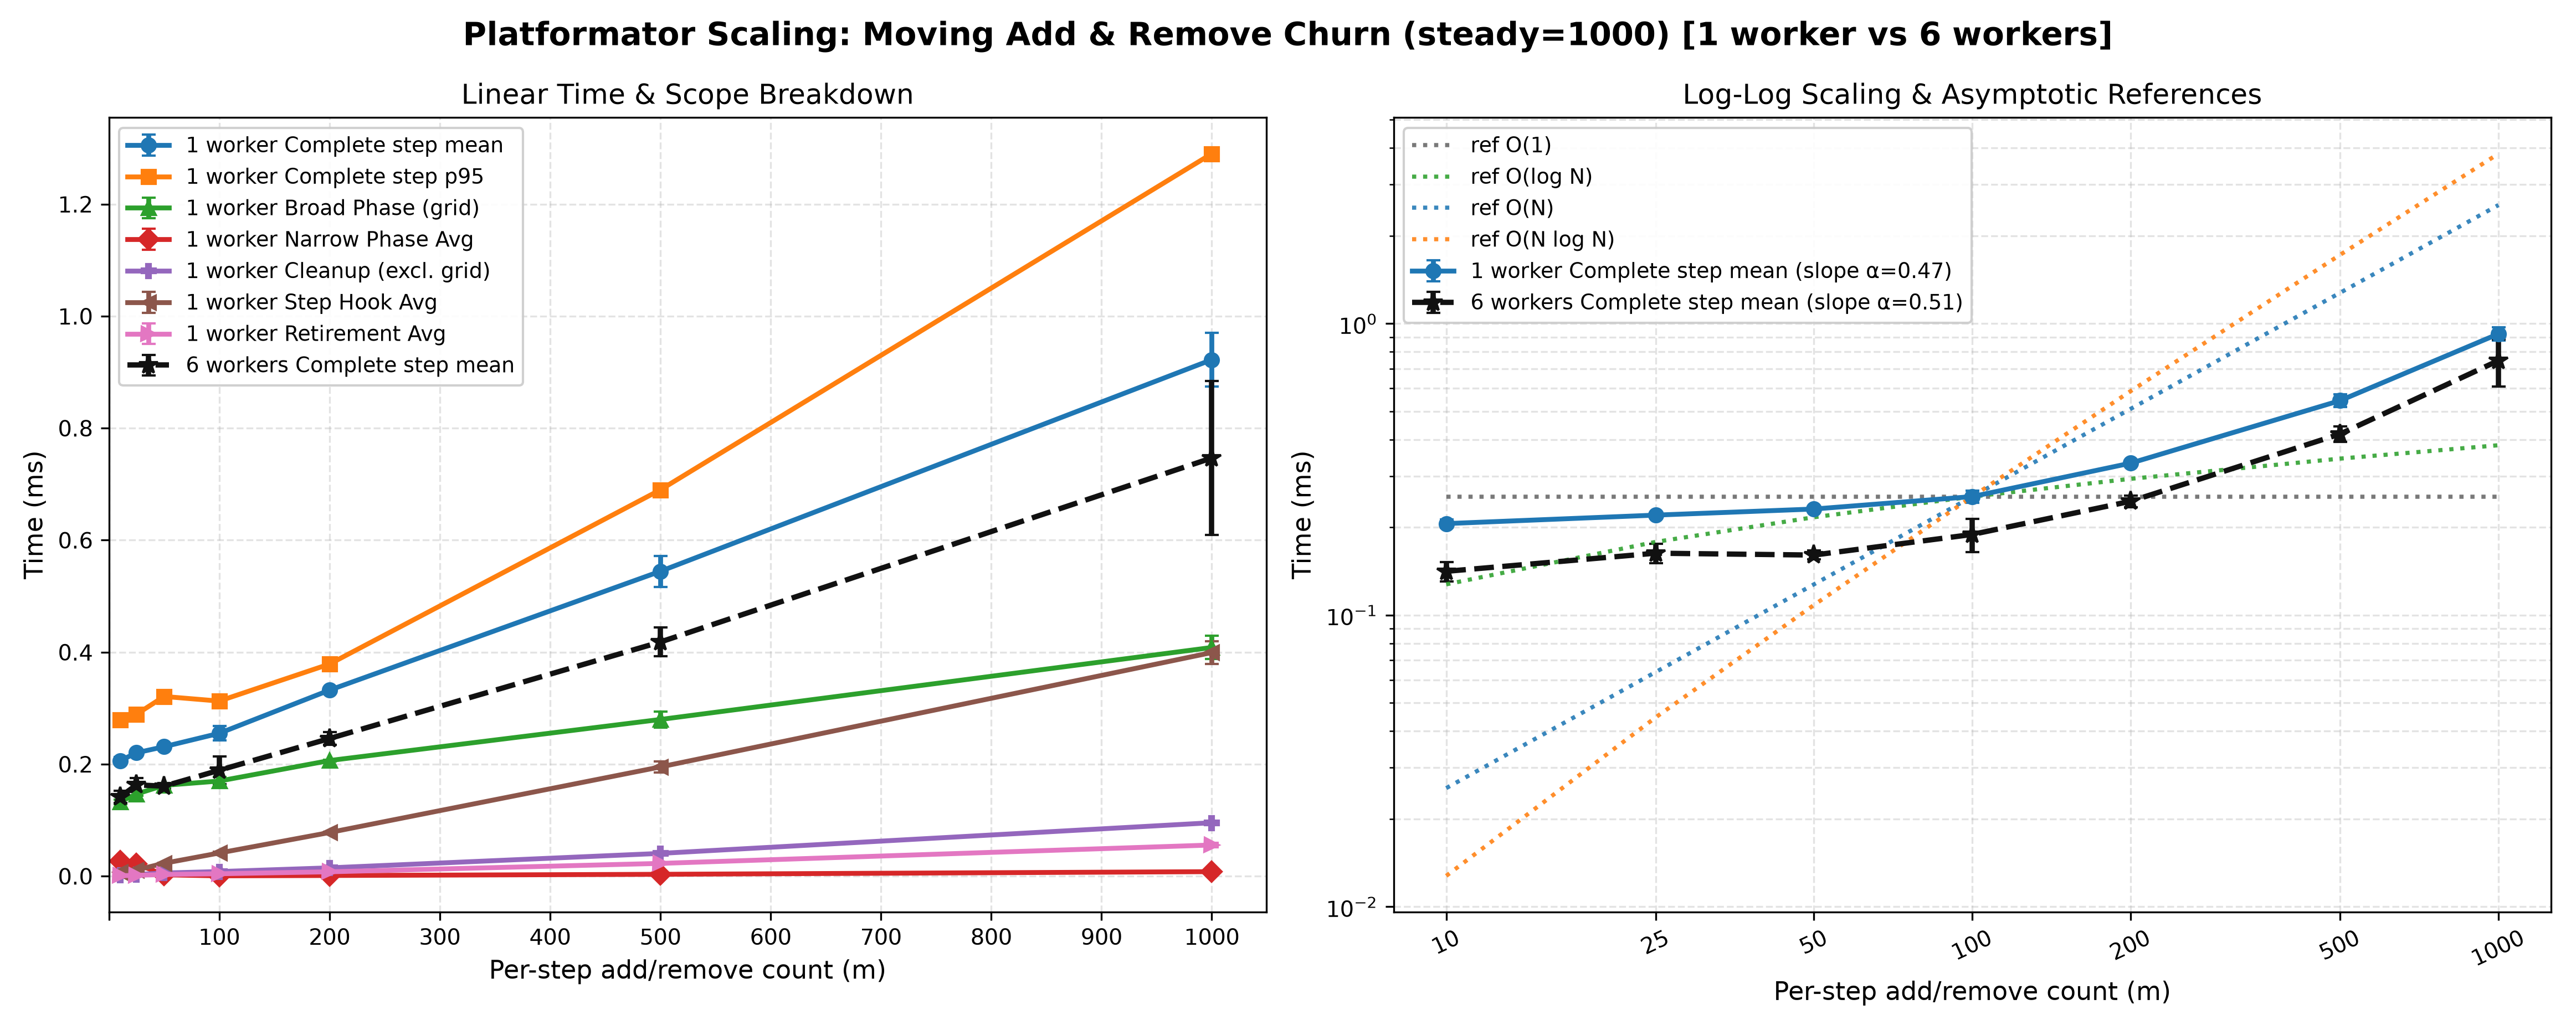 Platformator Scaling: Moving Add & Remove Churn (steady=1000) [1 worker vs 6 workers]
Linear Time & Scope Breakdown
1 worker Complete step mean
1 worker Complete step p95
1 worker Broad Phase (grid)
1 worker Narrow Phase Avg
1 worker Cleanup (excl. grid)
1 worker Step Hook Avg
1 worker Retirement Avg
6 workers Complete step mean
Time (ms)
1.2
1.0
0.8
0.6
0.4
0.2
0.0
100 200 300 400 500 600 700 800 900 1000
Per-step add/remove count (m)
Log-Log Scaling & Asymptotic References
ref O(1)
ref O(log N)
ref O(N)
ref O(N log N)
1 worker Complete step mean (slope α=0.47)
6 workers Complete step mean (slope α=0.51)
Time (ms)
10⁰
10⁻¹
10⁻²
10 25 50 100 200 500 1000
Per-step add/remove count (m)